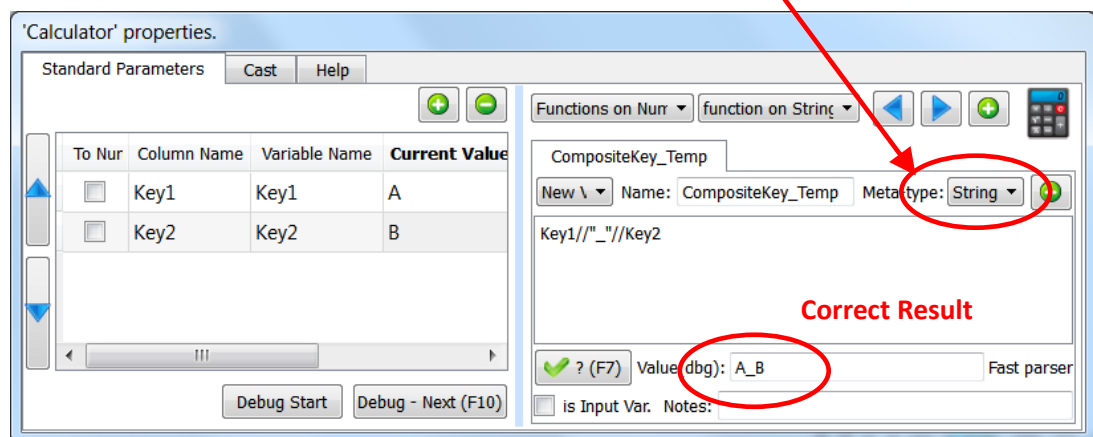 'Calculator' properties.
Standard Parameters Cast Help
To Nur Column Name Variable Name Current Value
Key1 Key1 A
Key2 Key2 B
Debug Start Debug - Next (F10)
Functions on Nurr function on String
CompositeKey_Temp
New \ Name: CompositeKey_Temp Meta-type: String
Key1//"_"//Key2
Correct Result
? (F7) Value(dbg): A_B Fast parser
is Input Var. Notes: